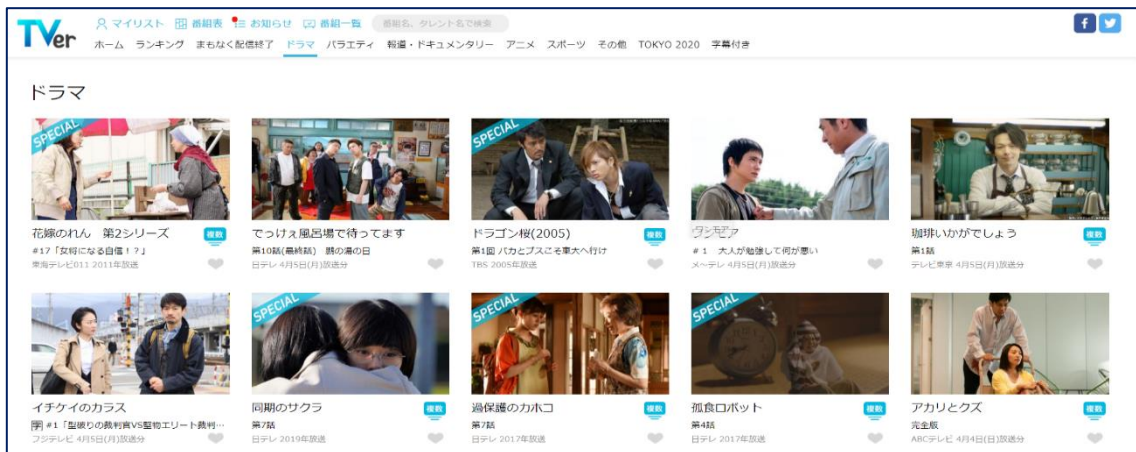 TVer
マイリスト 番組表 お知らせ 番組一覧 番組名、タレント名で検索
ホーム ランキング まもなく配信終了 ドラマ バラエティ 報道・ドキュメンタリー アニメ スポーツ その他 TOKYO 2020 字幕付き
ドラマ
SPECIAL SPECIAL
花嫁のれん 第2シリーズ 複数 でっけぇ風呂場で待ってます ドラゴン桜(2005) 複数 ワンモア 珈琲いかがでしょう 複数
#17「女将になる自信！？」 第10話(最終話) 鶴の湯の日 第1回 バカとブスこそ東大へ行け #1 大人が勉強して何が悪い 第1話
東海テレビ011 2011年放送 日テレ 4月5日(月)放送分 TBS 2005年放送 メ〜テレ 4月5日(月)放送分 テレビ東京 4月5日(月)放送分
SPECIAL SPECIAL SPECIAL
イチケイのカラス 同期のサクラ 複数 過保護のカホコ 複数 孤食ロボット 複数 アカリとクズ 複数
字 #1「型破りの裁判官VS堅物エリート裁判… 第7話 第7話 第4話 完全版
フジテレビ 4月5日(月)放送分 日テレ 2019年放送 日テレ 2017年放送 日テレ 2017年放送 ABCテレビ 4月4日(日)放送分